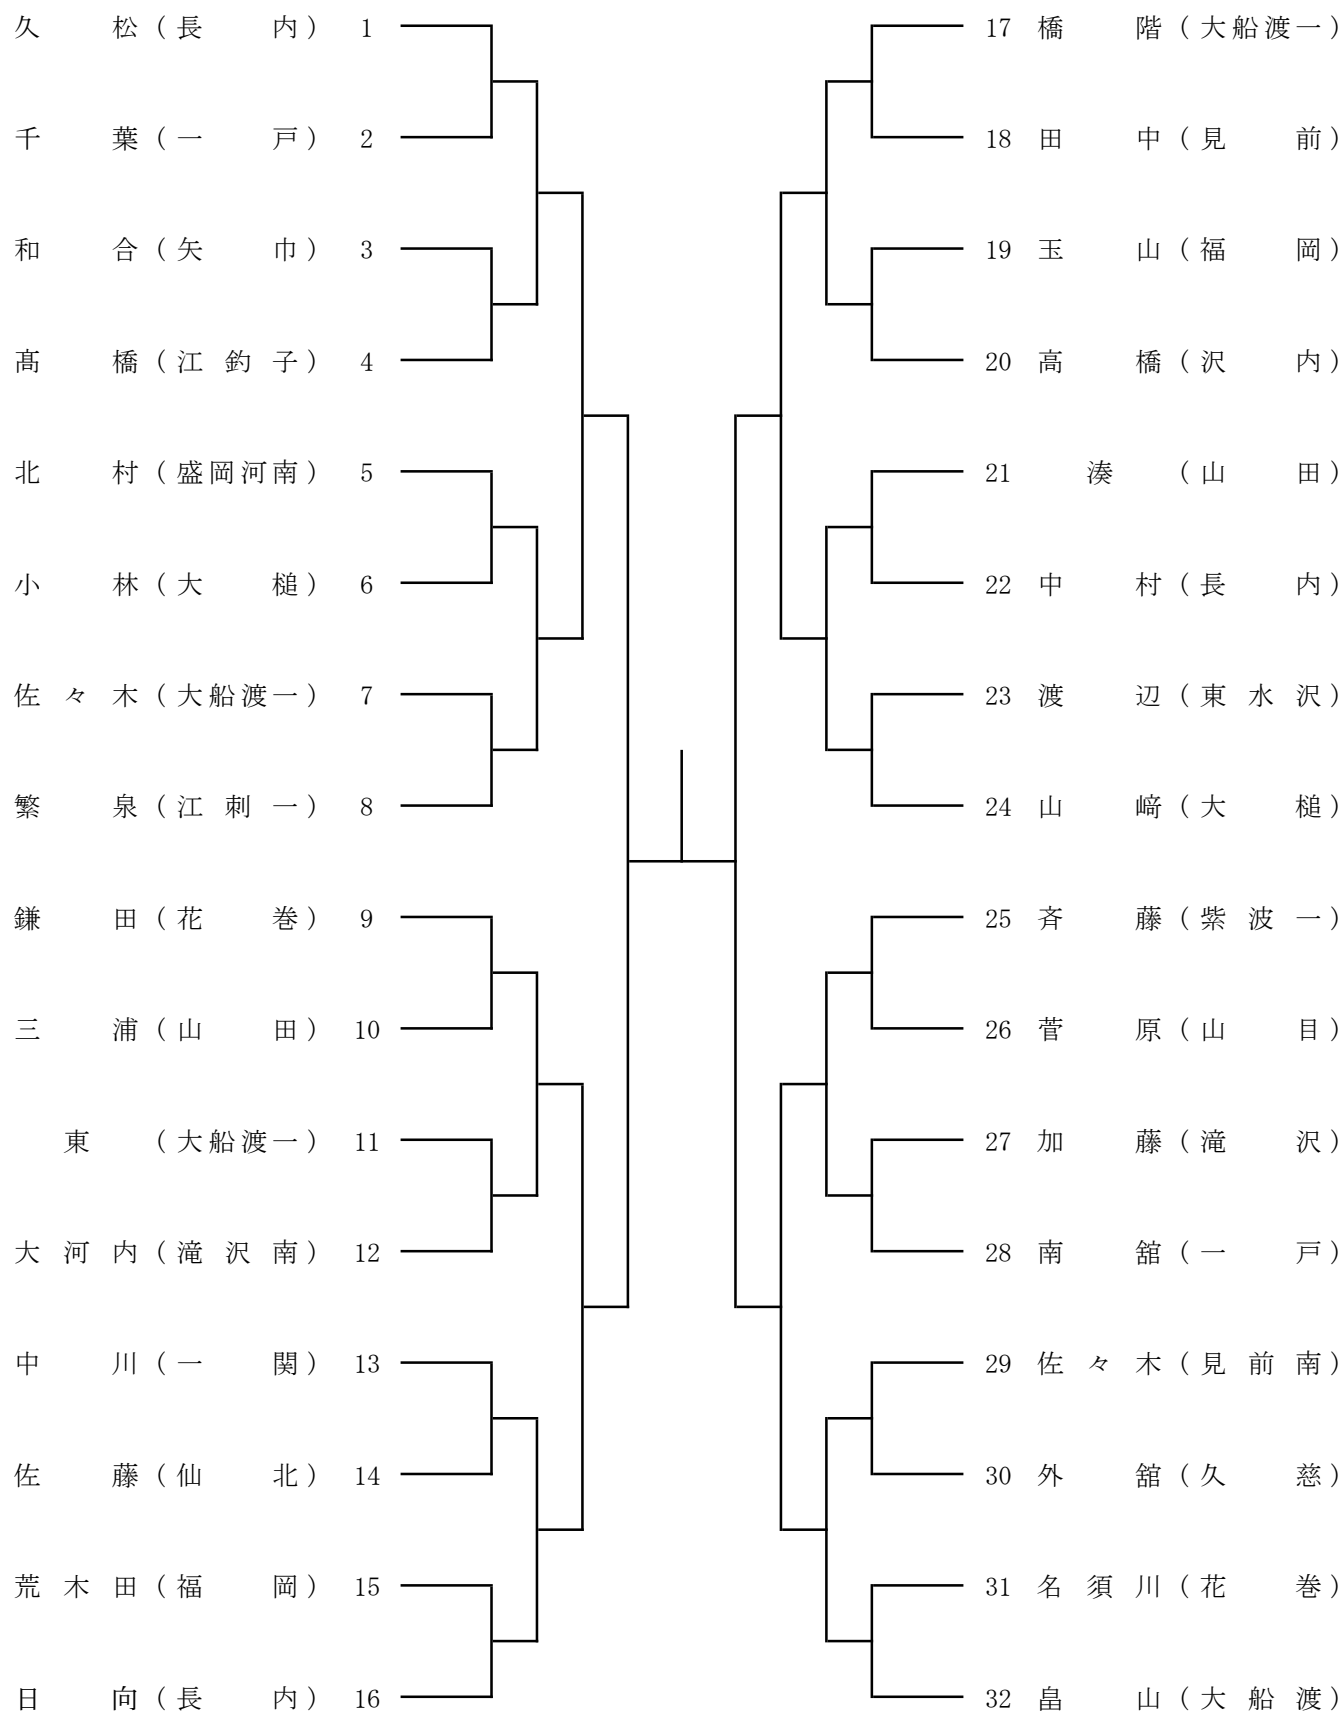 久松（長内） 1
千葉（一戸） 2
和合（矢巾） 3
髙橋（江釣子） 4
北村（盛岡河南） 5
小林（大槌） 6
佐々木（大船渡一） 7
繁泉（江刺一） 8
鎌田（花巻） 9
三浦（山田） 10
東（大船渡一） 11
大河内（滝沢南） 12
中川（一関） 13
佐藤（仙北） 14
荒木田（福岡） 15
日向（長内） 16
17 橋階（大船渡一）
18 田中（見前）
19 玉山（福岡）
20 高橋（沢内）
21 湊（山田）
22 中村（長内）
23 渡辺（東水沢）
24 山﨑（大槌）
25 斉藤（紫波一）
26 菅原（山目）
27 加藤（滝沢）
28 南舘（一戸）
29 佐々木（見前南）
30 外舘（久慈）
31 名須川（花巻）
32 畠山（大船渡）